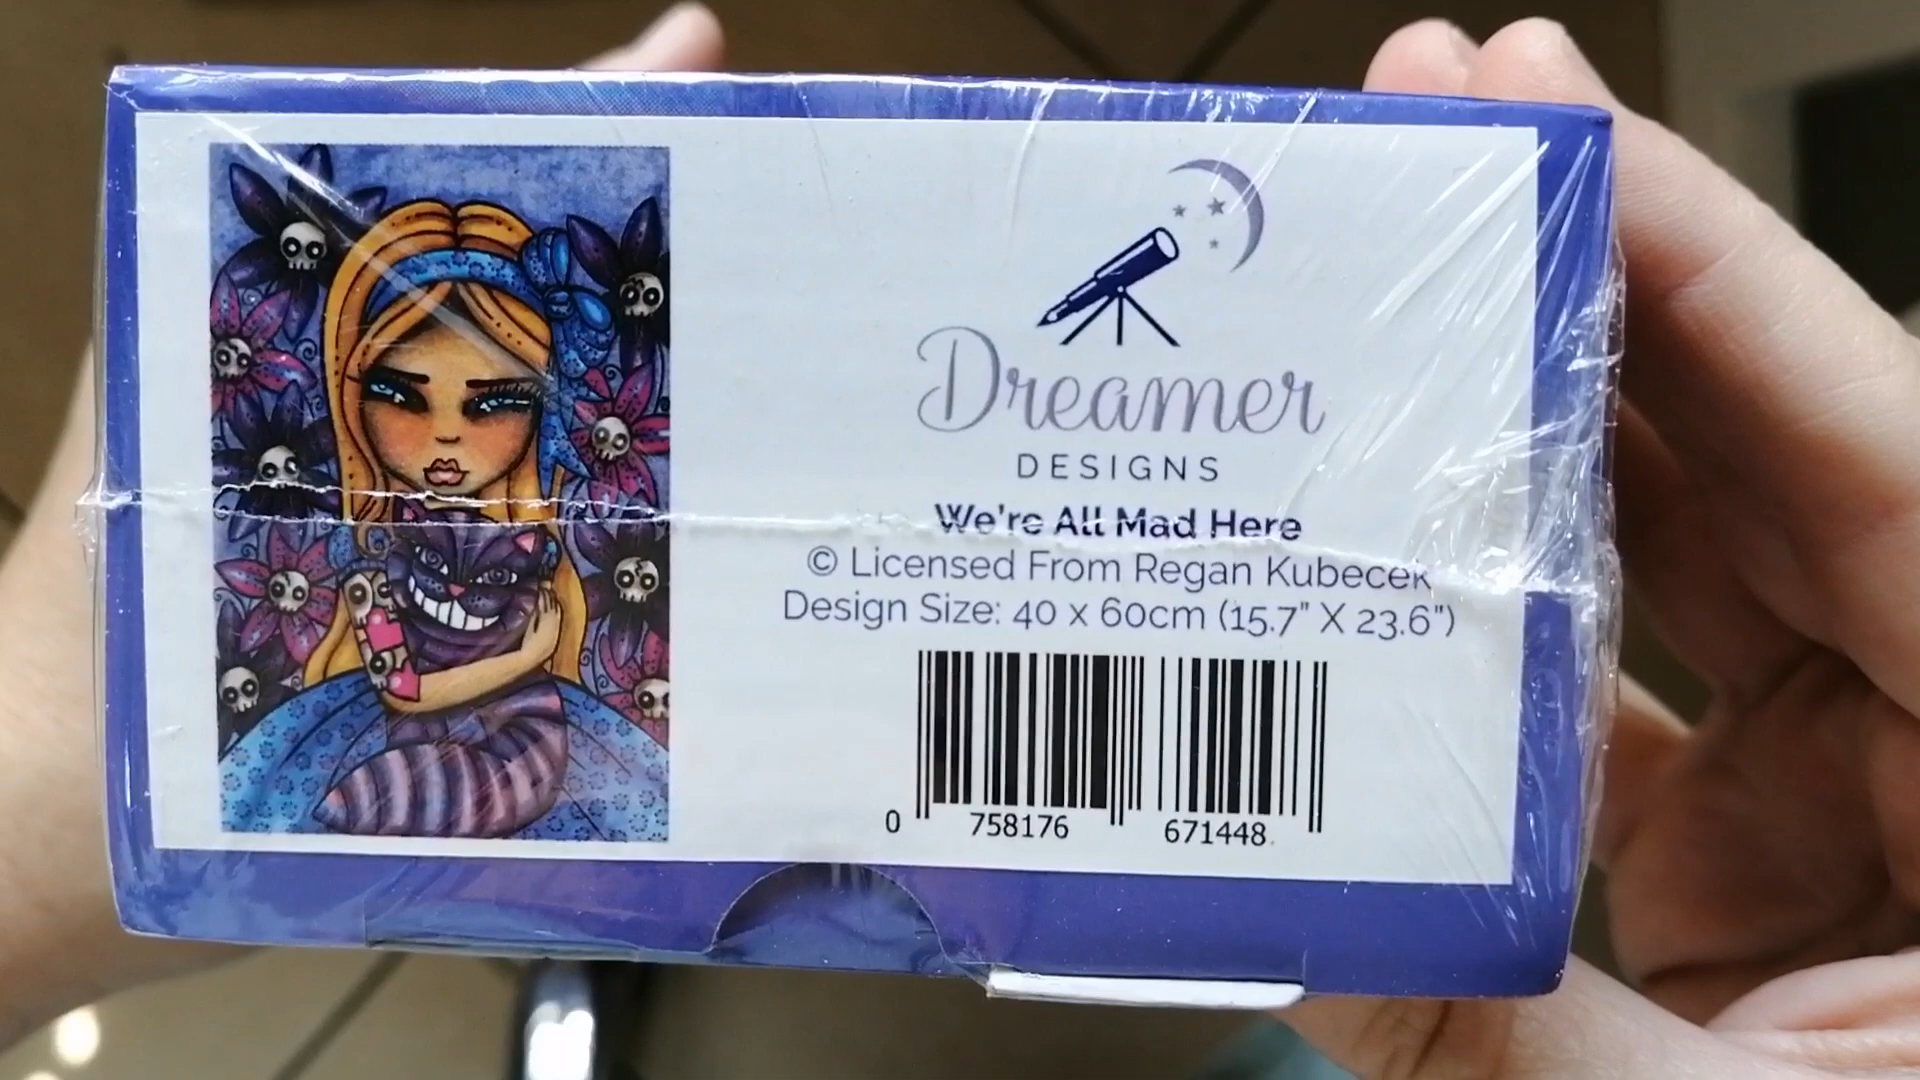 Dreamer
DESIGNS
We're All Mad Here
© Licensed From Regan Kubecek
Design Size: 40 x 60cm (15.7" X 23.6")
0 758176 671448